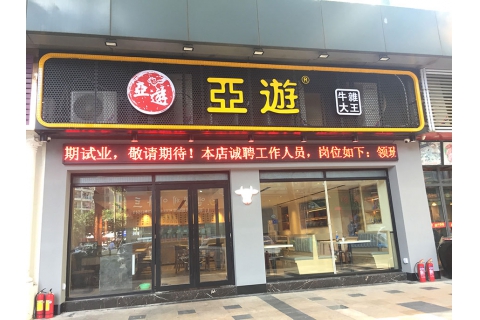 亞遊
亞遊®
牛雜
大王
期试业，敬请期待！本店诚聘工作人员，岗位如下：领班